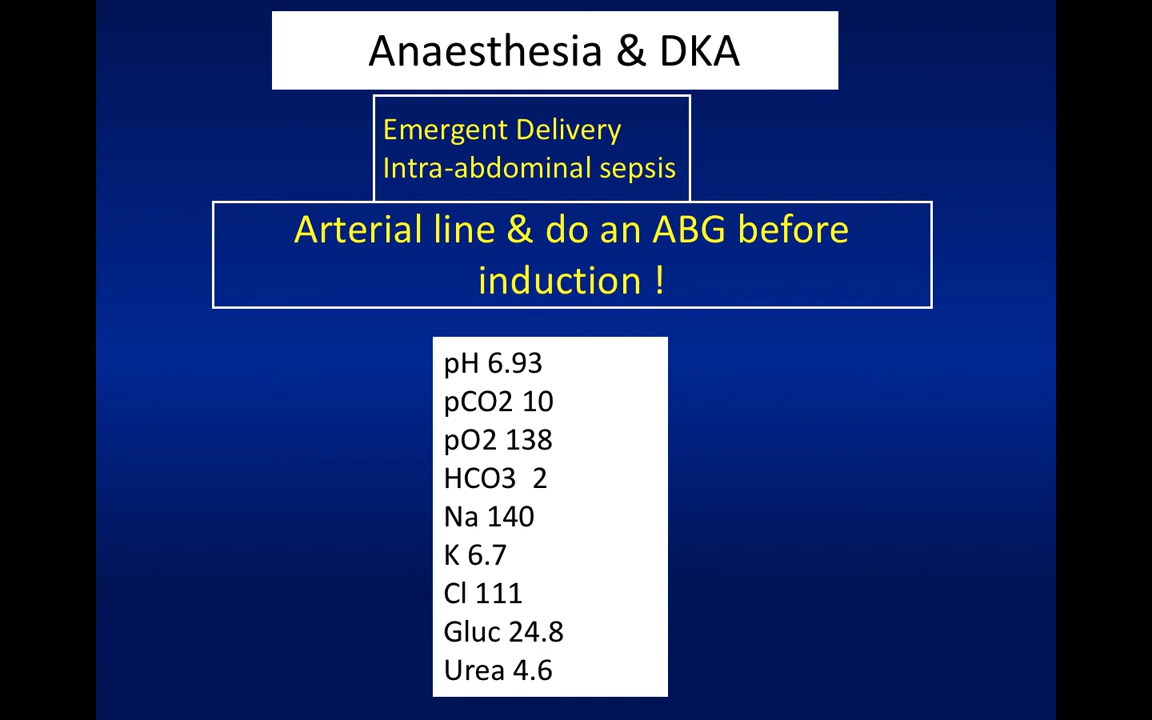 Anaesthesia & DKA
Emergent Delivery
Intra-abdominal sepsis
Arterial line & do an ABG before
induction !
pH 6.93
pCO2 10
pO2 138
HCO3  2
Na 140
K 6.7
Cl 111
Gluc 24.8
Urea 4.6